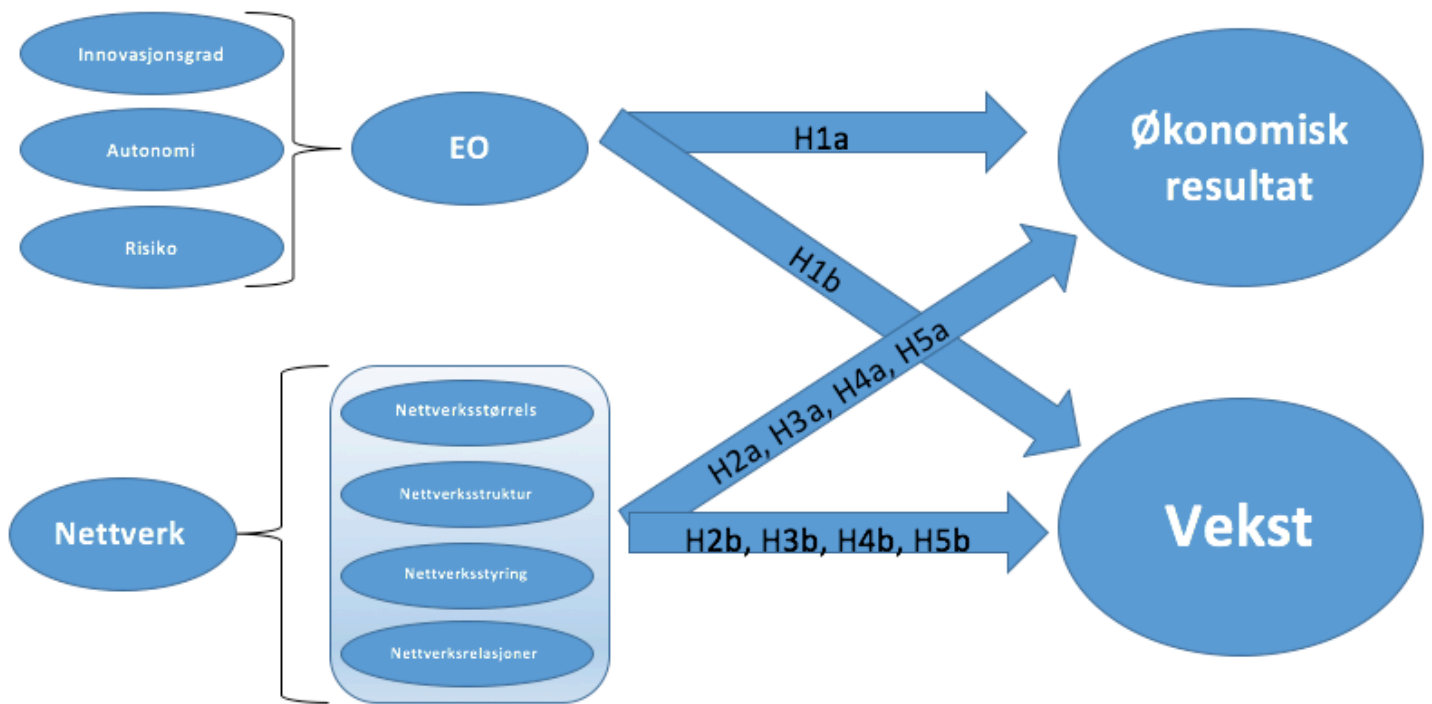 Innovasjonsgrad
Autonomi
Risiko
EO
H1a
H1b
Økonomisk
resultat
Nettverk
Nettverksstørrels
Nettverksstruktur
Nettverksstyring
Nettverksrelasjoner
H2a, H3a, H4a, H5a
H2b, H3b, H4b, H5b
Vekst